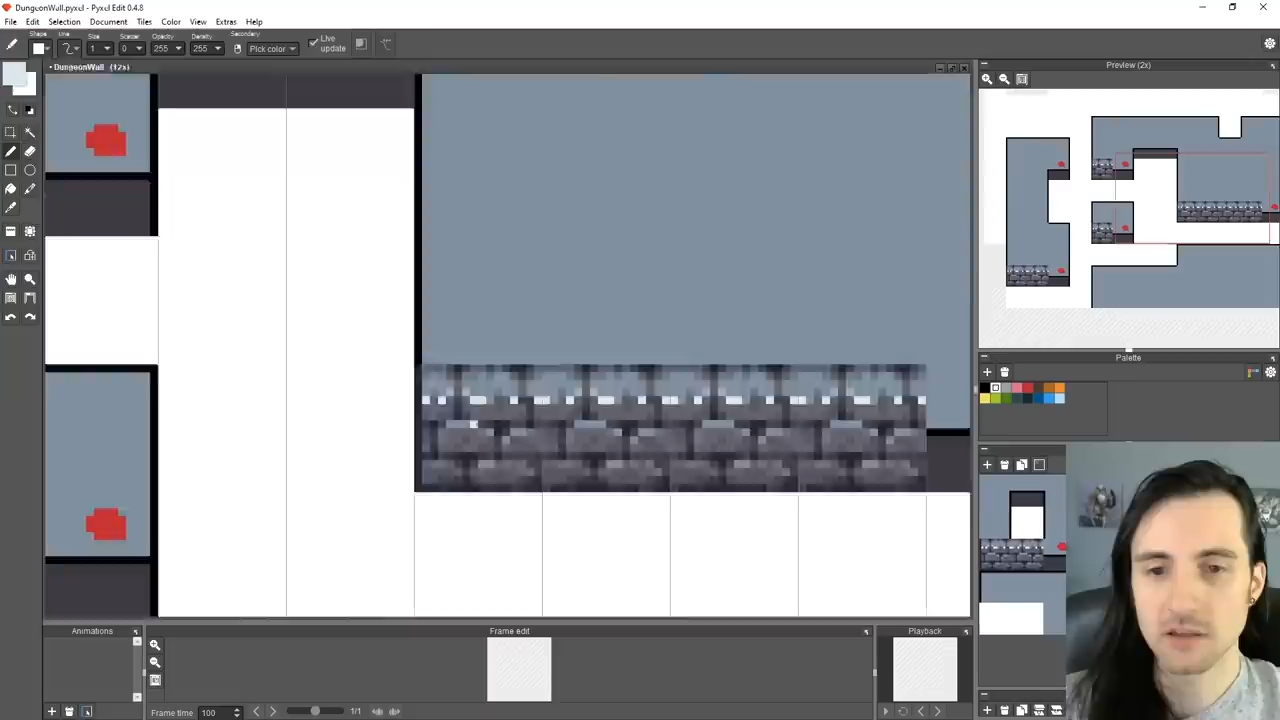 DungeonWall.pyxel - Pyxel Edit 0.4.8
File Edit Selection View Document Tiles Color View Extras Help
Shape Line Size Scatter Opacity Density Secondary
1 0 255 255 Pick color Live update
• DungeonWall (12x)
Preview (2x)
Palette
Animations
Frame edit
Playback
Frame time 100 1/1